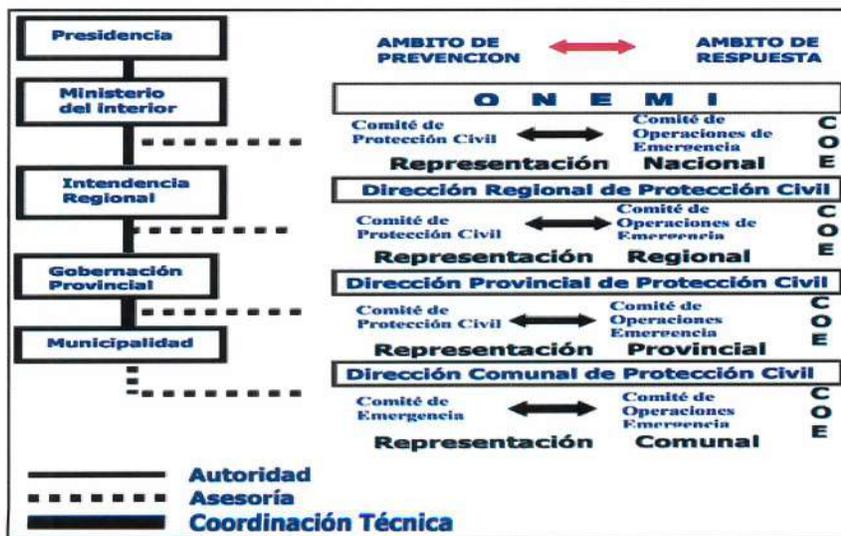 Presidencia
Ministerio
del interior
Intendencia
Regional
Gobernación
Provincial
Municipalidad
AMBITO DE
PREVENCION
AMBITO DE
RESPUESTA
O N E M I
Comité de
Protección Civil
Comité de
Operaciones de
Emergencia
C
O
E
Representación Nacional
Dirección Regional de Protección Civil
Comité de
Protección Civil
Comité de
Operaciones de
Emergencia
C
O
E
Representación Regional
Dirección Provincial de Protección Civil
Comité de
Protección Civil
Comité de
Operaciones
Emergencia
C
O
E
Representación Provincial
Dirección Comunal de Protección Civil
Comité de
Emergencia
Comité de
Operaciones
Emergencia
C
O
E
Representación Comunal
Autoridad
Asesoría
Coordinación Técnica